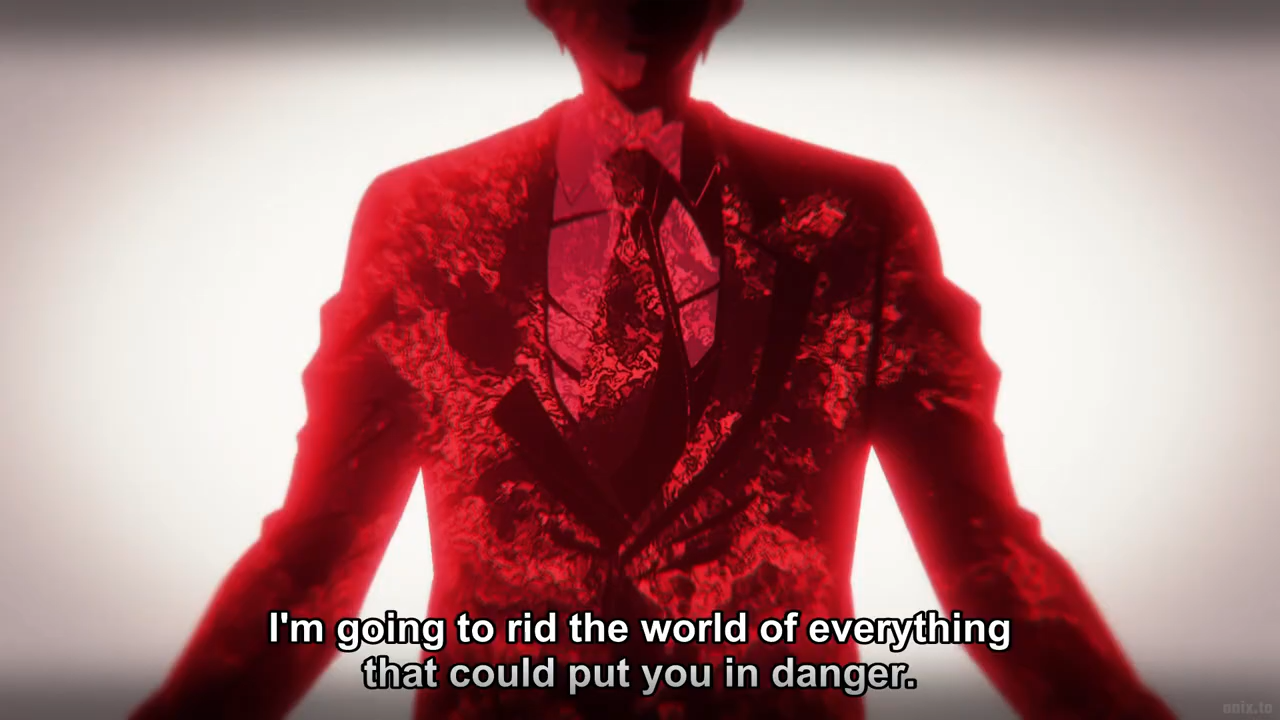 I'm going to rid the world of everything
that could put you in danger.
onix.to